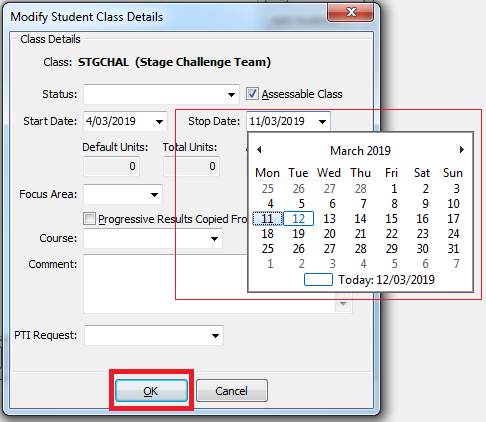 Modify Student Class Details
Class Details
Class: STGCHAL (Stage Challenge Team)
Status: Assessable Class
Start Date: 4/03/2019 Stop Date: 11/03/2019
Default Units: Total Units:
0 0
Focus Area:
Progressive Results Copied Fro
Course:
Comment:
PTI Request:
OK Cancel
March 2019
Mon Tue Wed Thu Fri Sat Sun
25 26 27 28 1 2 3
4 5 6 7 8 9 10
11 12 13 14 15 16 17
18 19 20 21 22 23 24
25 26 27 28 29 30 31
1 2 3 4 5 6 7
Today: 12/03/2019